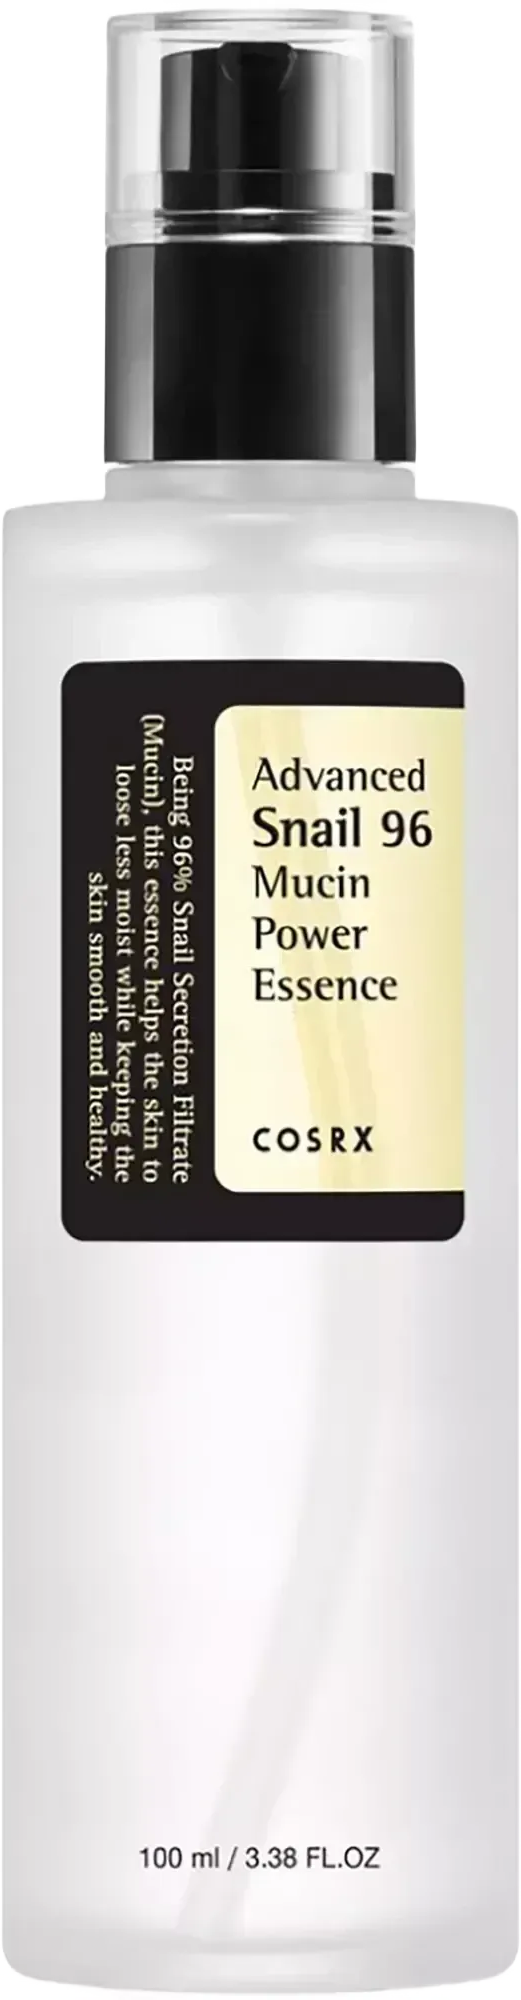 Being 96% Snail Secretion Filtrate
(Mucin), this essence helps the skin to
loose less moist while keeping the
skin smooth and healthy.
Advanced
Snail 96
Mucin
Power
Essence
COSRX
100 ml / 3.38 FL.OZ